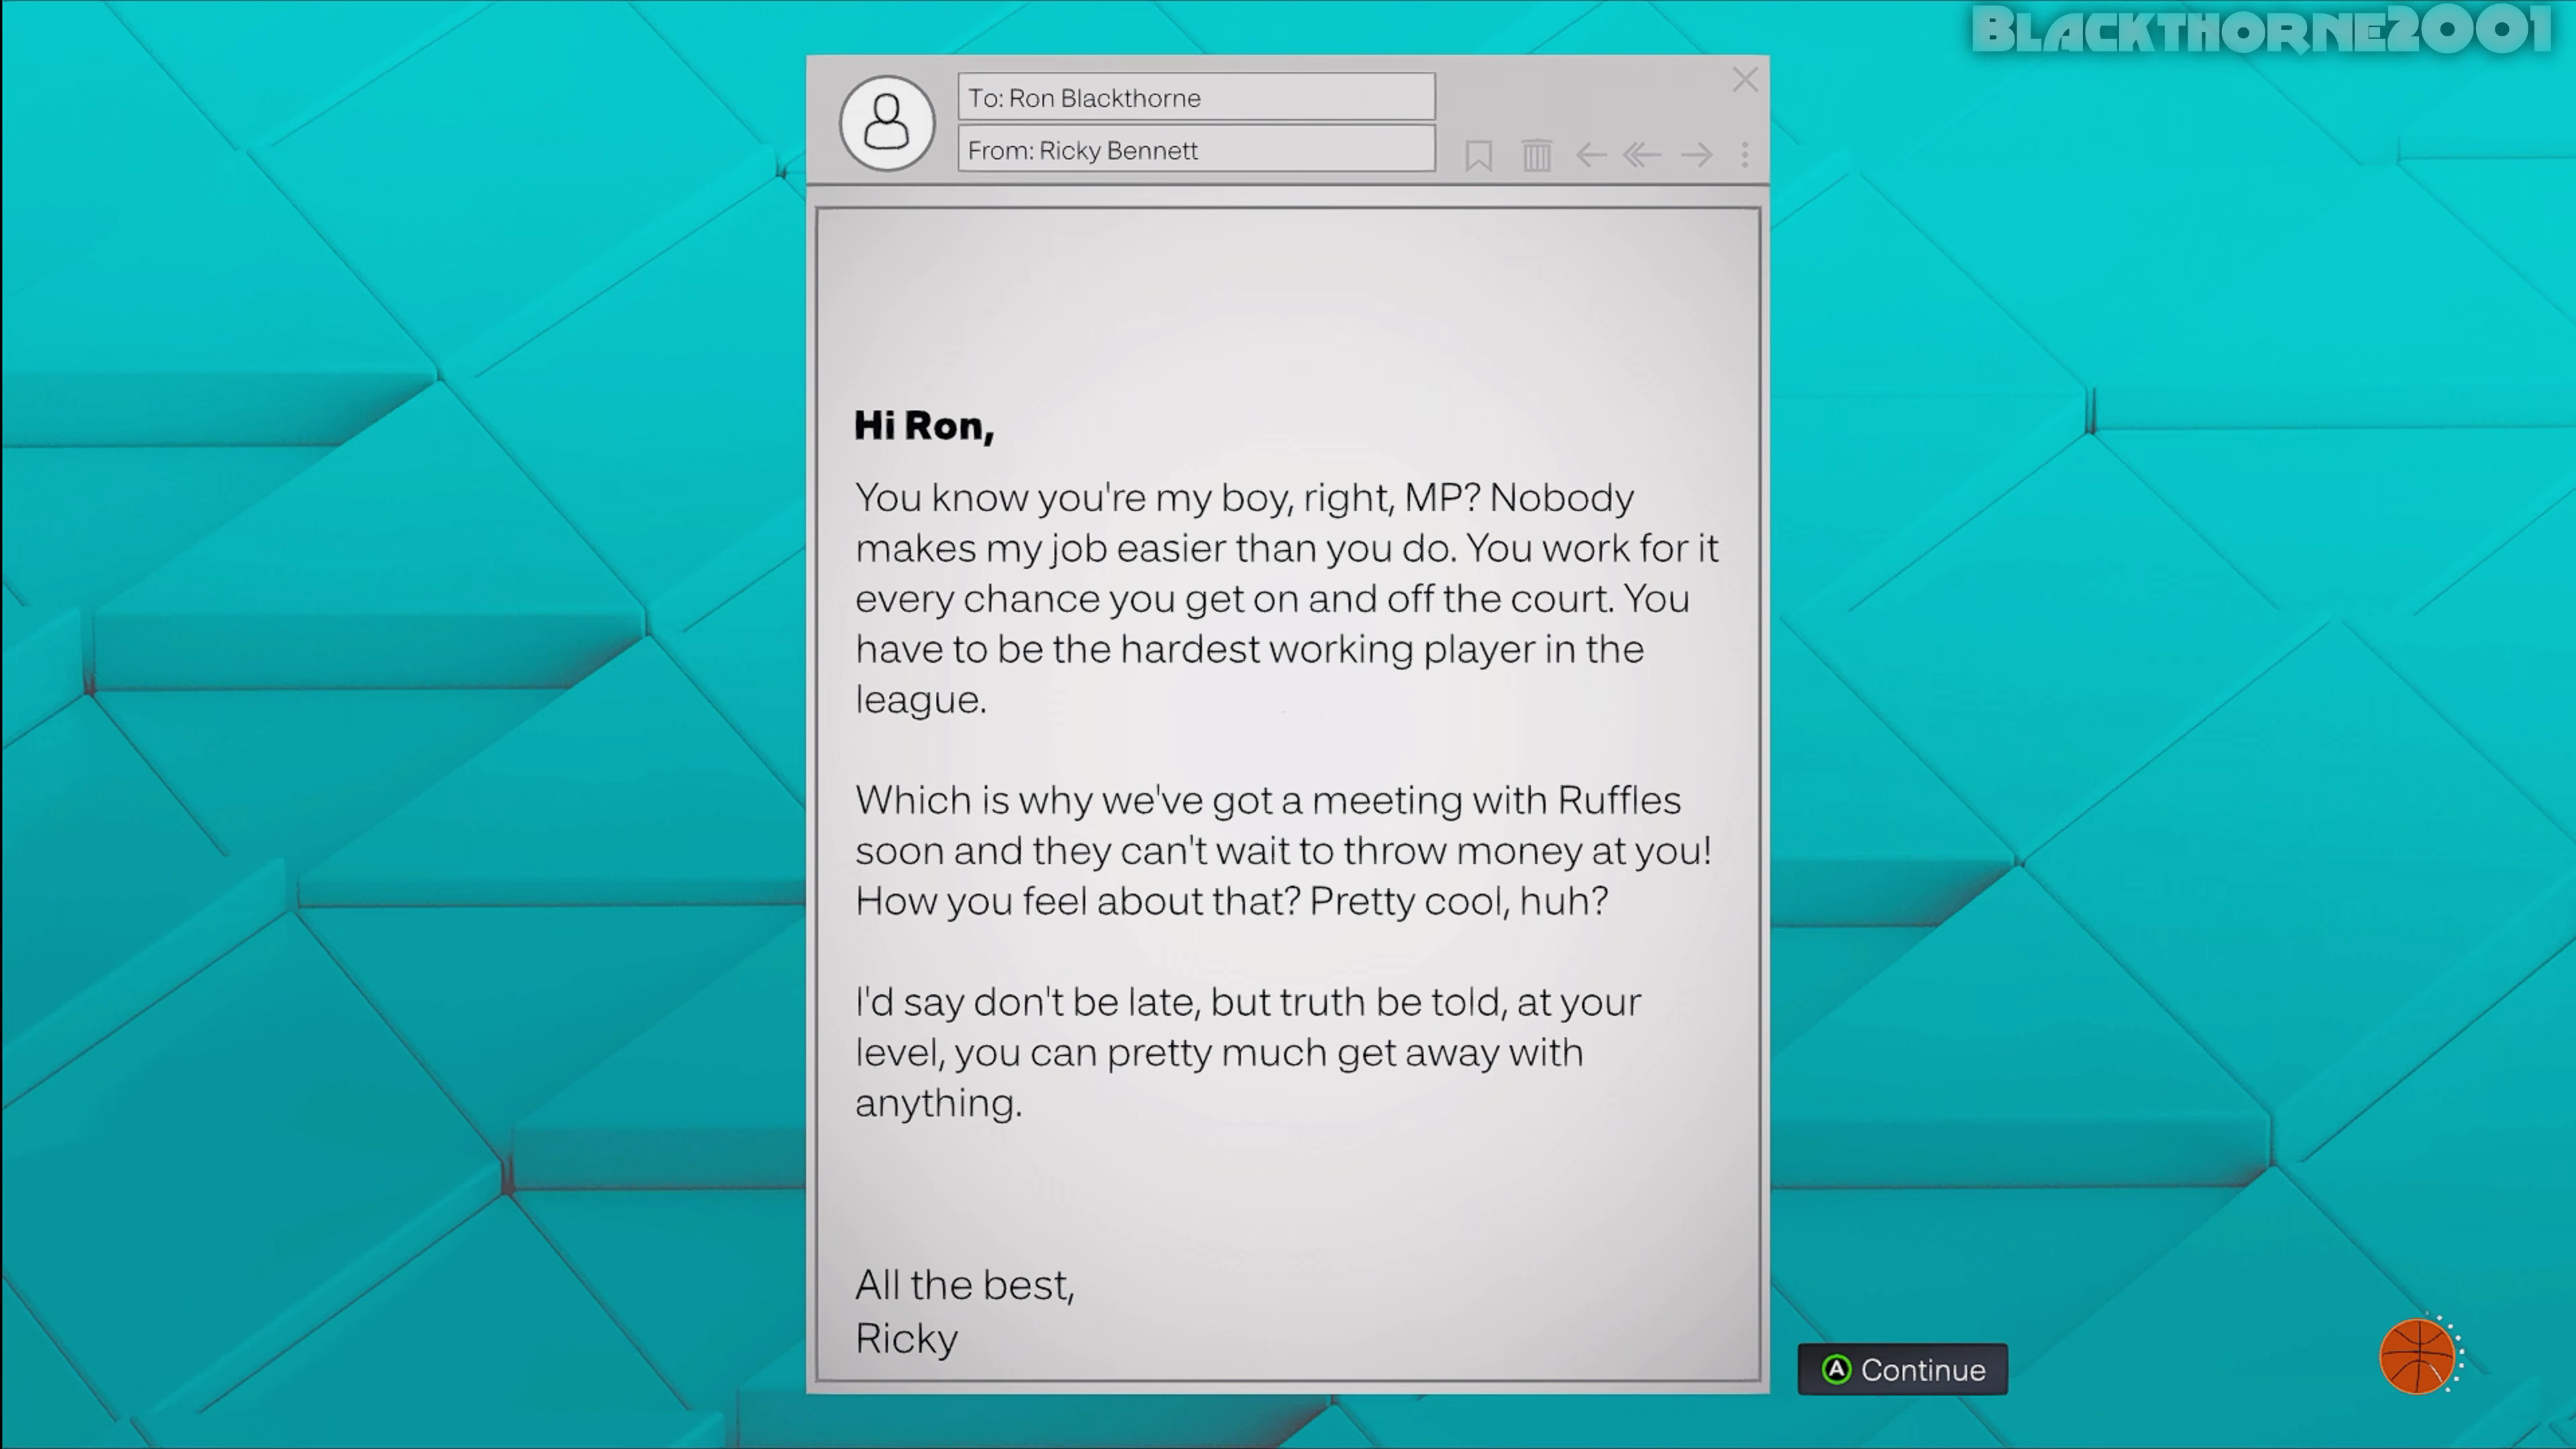 BLACKTHORNE2001
To: Ron Blackthorne
From: Ricky Bennett
Hi Ron,
You know you're my boy, right, MP? Nobody
makes my job easier than you do. You work for it
every chance you get on and off the court. You
have to be the hardest working player in the
league.
Which is why we've got a meeting with Ruffles
soon and they can't wait to throw money at you!
How you feel about that? Pretty cool, huh?
I'd say don't be late, but truth be told, at your
level, you can pretty much get away with
anything.
All the best,
Ricky
A Continue